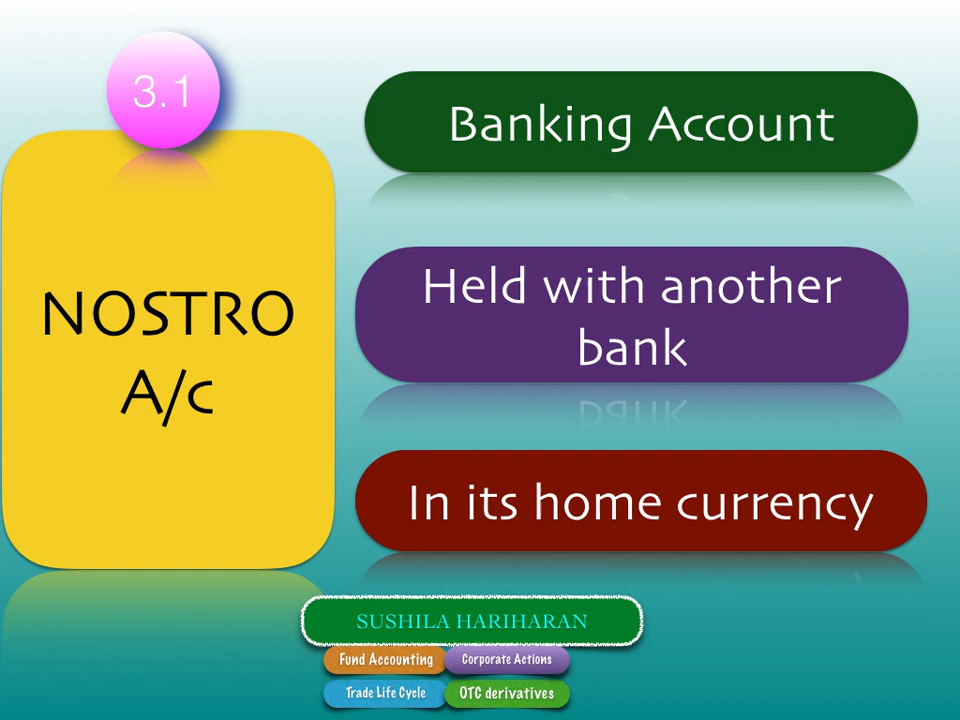 3.1
NOSTRO
A/c
Banking Account
Held with another
bank
In its home currency
SUSHILA HARIHARAN
Fund Accounting
Corporate Actions
Trade Life Cycle
OTC derivatives